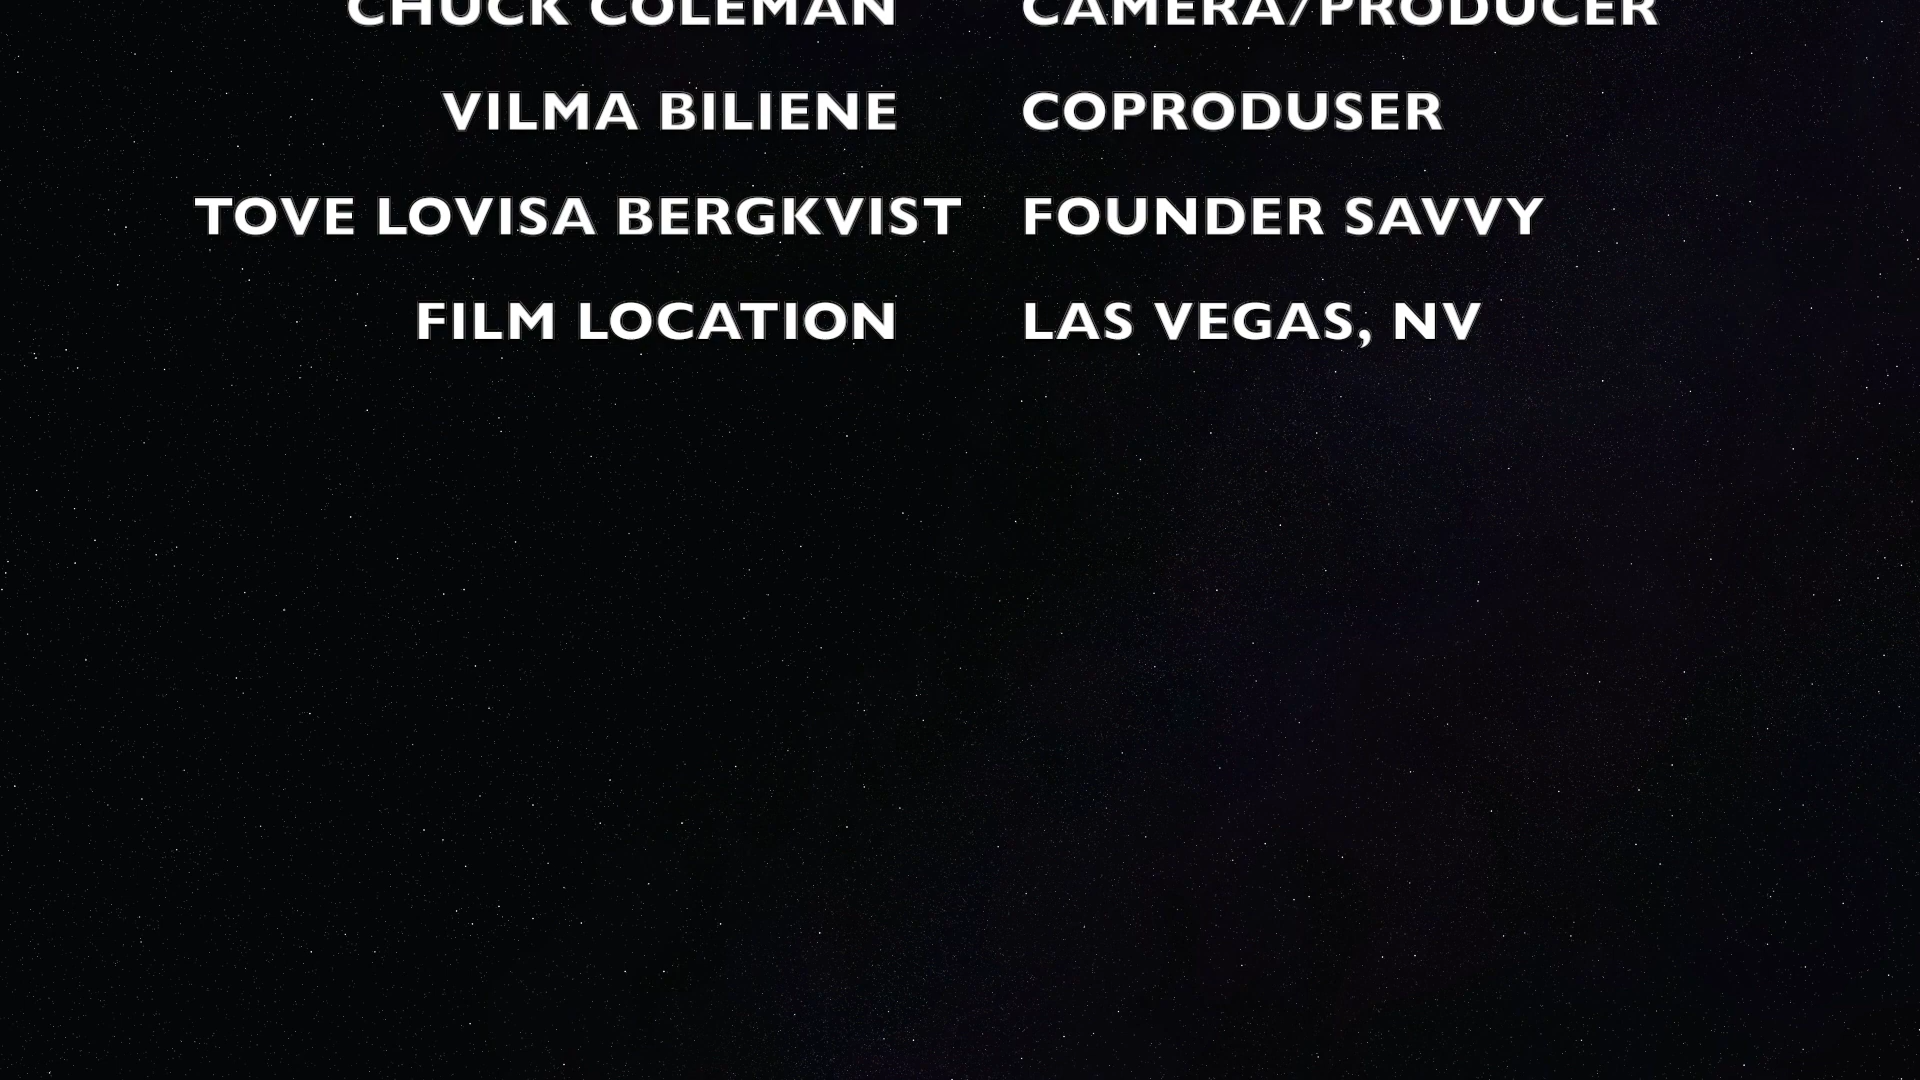 CHUCK COLEMAN CAMERA/PRODUCER
VILMA BILIENE COPRODUSER
TOVE LOVISA BERGKVIST FOUNDER SAVVY
FILM LOCATION LAS VEGAS, NV